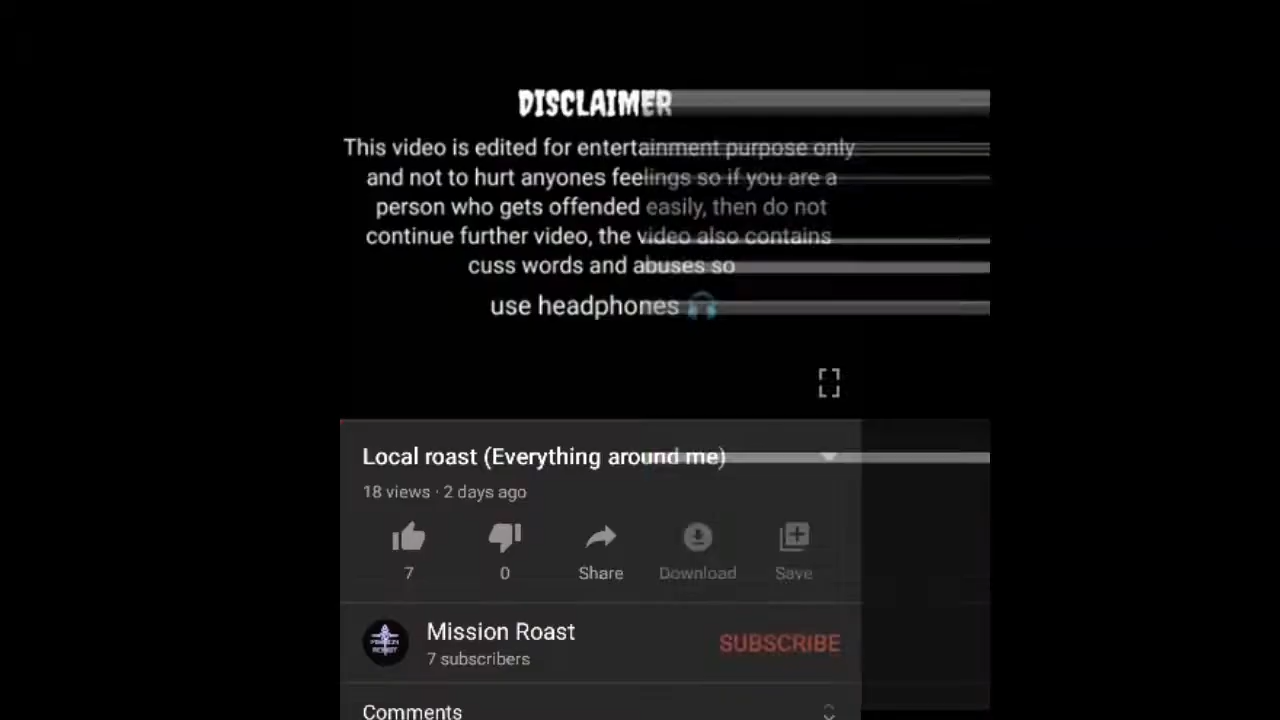 DISCLAIMER
This video is edited for entertainment purpose only
and not to hurt anyones feelings so if you are a
person who gets offended easily, then do not
continue further video, the video also contains
cuss words and abuses so
use headphones 🎧
Local roast (Everything around me)
18 views · 2 days ago
7
0
Share
Download
Save
Mission Roast
7 subscribers
SUBSCRIBE
Comments